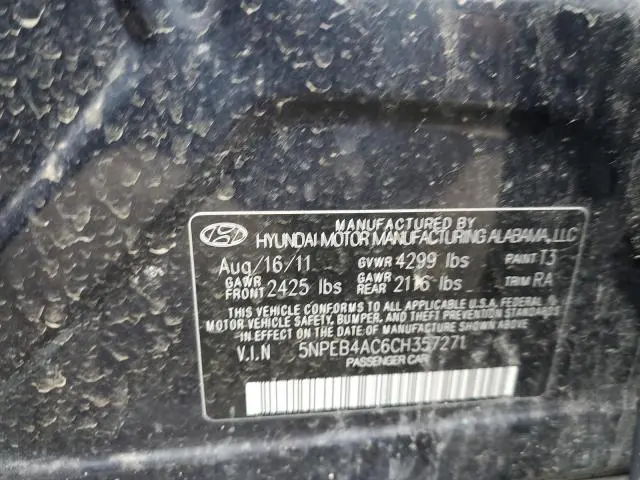 MANUFACTURED BY
HYUNDAI MOTOR MANUFACTURING ALABAMA, LLC
Aug/16/11 GVWR 4299 lbs PAINT T3
GAWR FRONT 2425 lbs GAWR REAR 2116 lbs TRIM RA
THIS VEHICLE CONFORMS TO ALL APPLICABLE U.S.A. FEDERAL
MOTOR VEHICLE SAFETY, BUMPER, AND THEFT PREVENTION
STANDARDS IN EFFECT ON THE DATE OF MANUFACTURE SHOWN ABOVE.
V.I.N 5NPEB4AC6CH357271
PASSENGER CAR